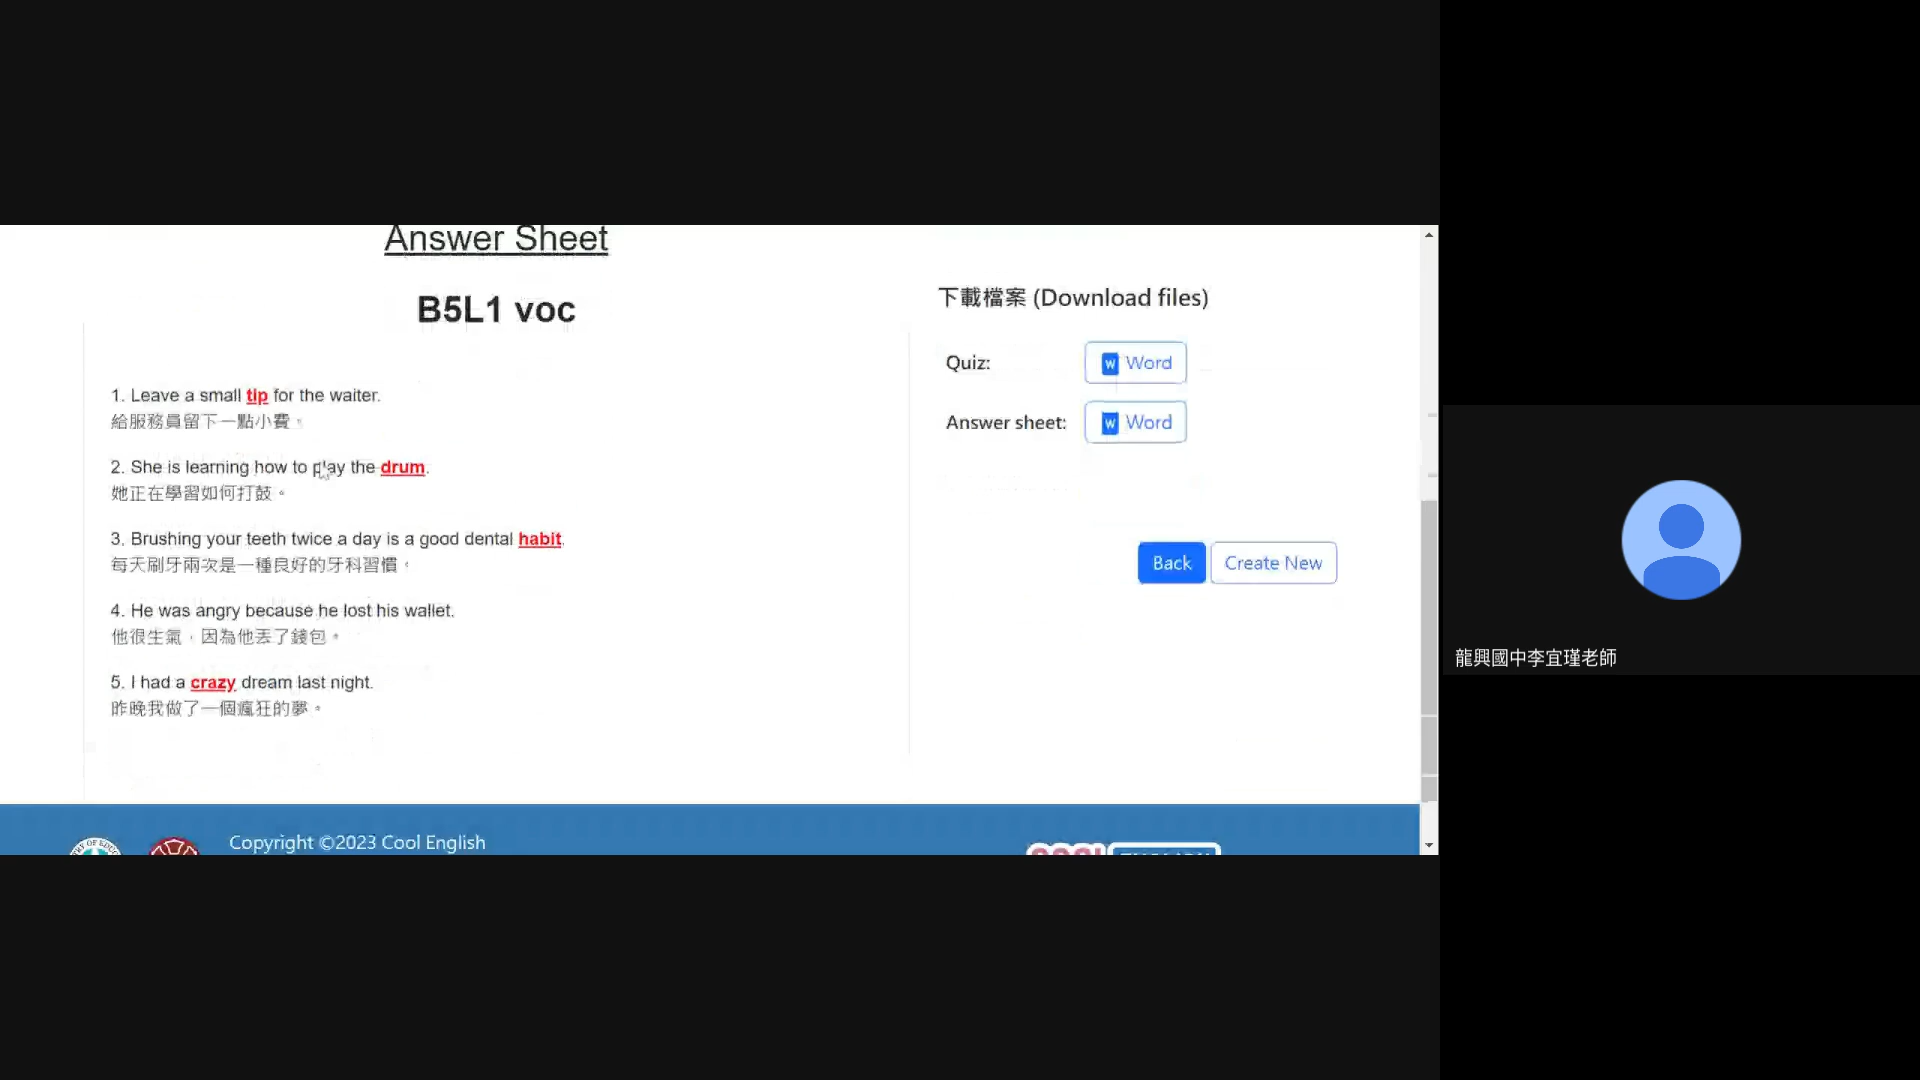 Answer Sheet
B5L1 voc
1. Leave a small tip for the waiter.
給服務員留下一點小費。
2. She is learning how to play the drum.
她正在學習如何打鼓。
3. Brushing your teeth twice a day is a good dental habit.
每天刷牙兩次是一種良好的牙科習慣。
4. He was angry because he lost his wallet.
他很生氣，因為他丟了錢包。
5. I had a crazy dream last night.
昨晚我做了一個瘋狂的夢。
下載檔案 (Download files)
Quiz:
W Word
Answer sheet:
W Word
Back
Create New
Copyright ©2023 Cool English
龍興國中李宜瑾老師